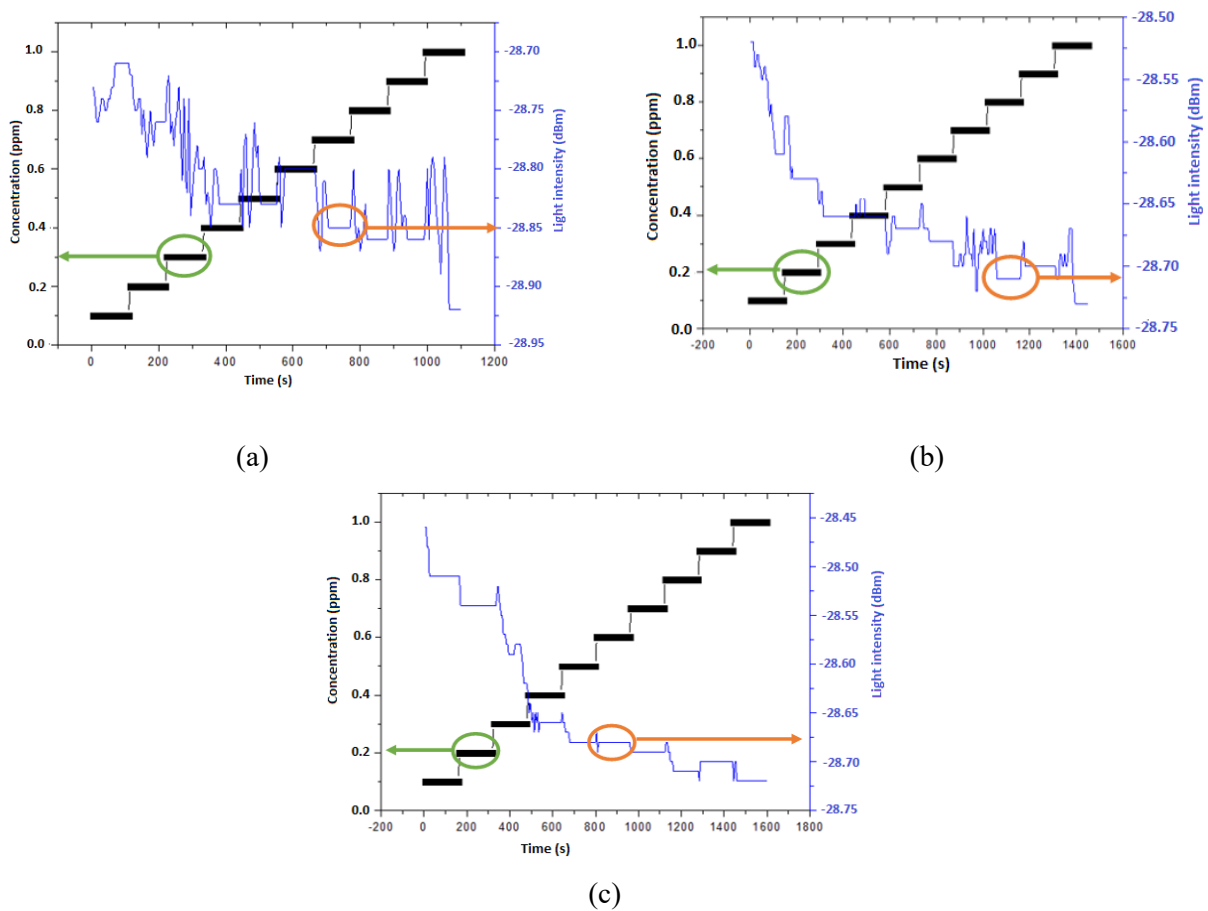 Concentration (ppm)
1.0
0.8
0.6
0.4
0.2
0.0
0 200 400 600 800 1000 1200
Time (s)
-28.70
-28.75
-28.80
-28.85
-28.90
-28.95
Light intensity (dBm)
(a)
Concentration (ppm)
1.0
0.8
0.6
0.4
0.2
0.0
-200 0 200 400 600 800 1000 1200 1400 1600
Time (s)
-28.50
-28.55
-28.60
-28.65
-28.70
-28.75
Light intensity (dBm)
(b)
Concentration (ppm)
1.0
0.8
0.6
0.4
0.2
0.0
-200 0 200 400 600 800 1000 1200 1400 1600 1800
Time (s)
-28.45
-28.50
-28.55
-28.60
-28.65
-28.70
-28.75
Light intensity (dBm)
(c)